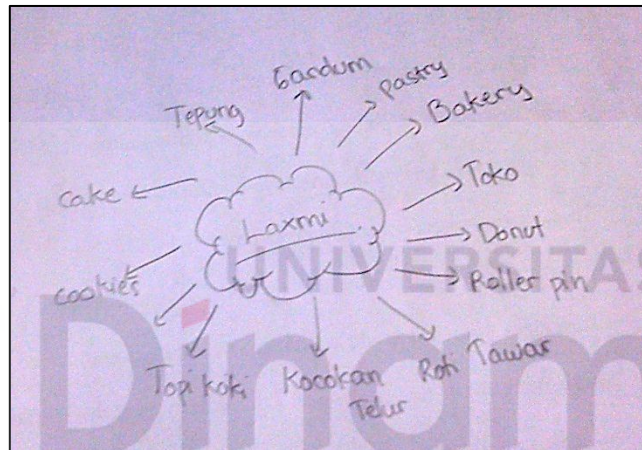 Gandum
Pastry
Tepung
Bakery
Cake
Toko
Laxmi
Donut
UNIVERSITAS
Cookies
Roller pin
Dinam
Topi koki
Kocokan
Telur
Roti Tawar